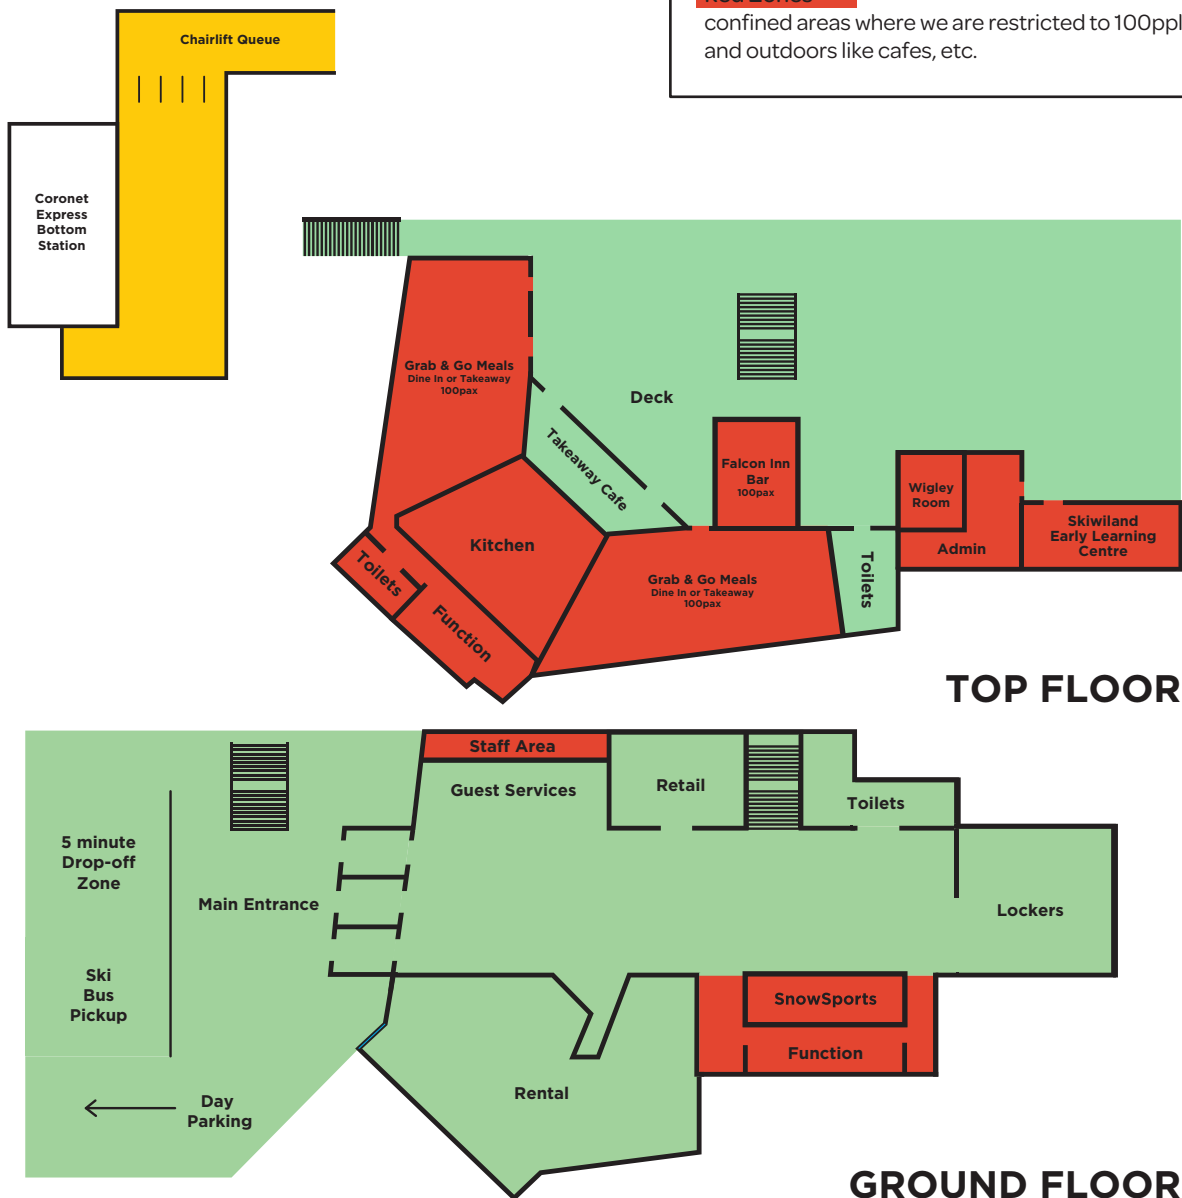 Red Zones
confined areas where we are restricted to 100ppl
and outdoors like cafes, etc.
Chairlift Queue
Coronet
Express
Bottom
Station
Grab & Go Meals
Dine In or Takeaway
100pax
Deck
Takeaway Cafe
Falcon Inn
Bar
100pax
Wigley
Room
Admin
Skiwiland
Early Learning
Centre
Kitchen
Toilets
Function
Grab & Go Meals
Dine In or Takeaway
100pax
Toilets
TOP FLOOR
Staff Area
Guest Services
Retail
Toilets
5 minute
Drop-off
Zone
Main Entrance
Lockers
Ski
Bus
Pickup
SnowSports
Function
Rental
Day
Parking
GROUND FLOOR